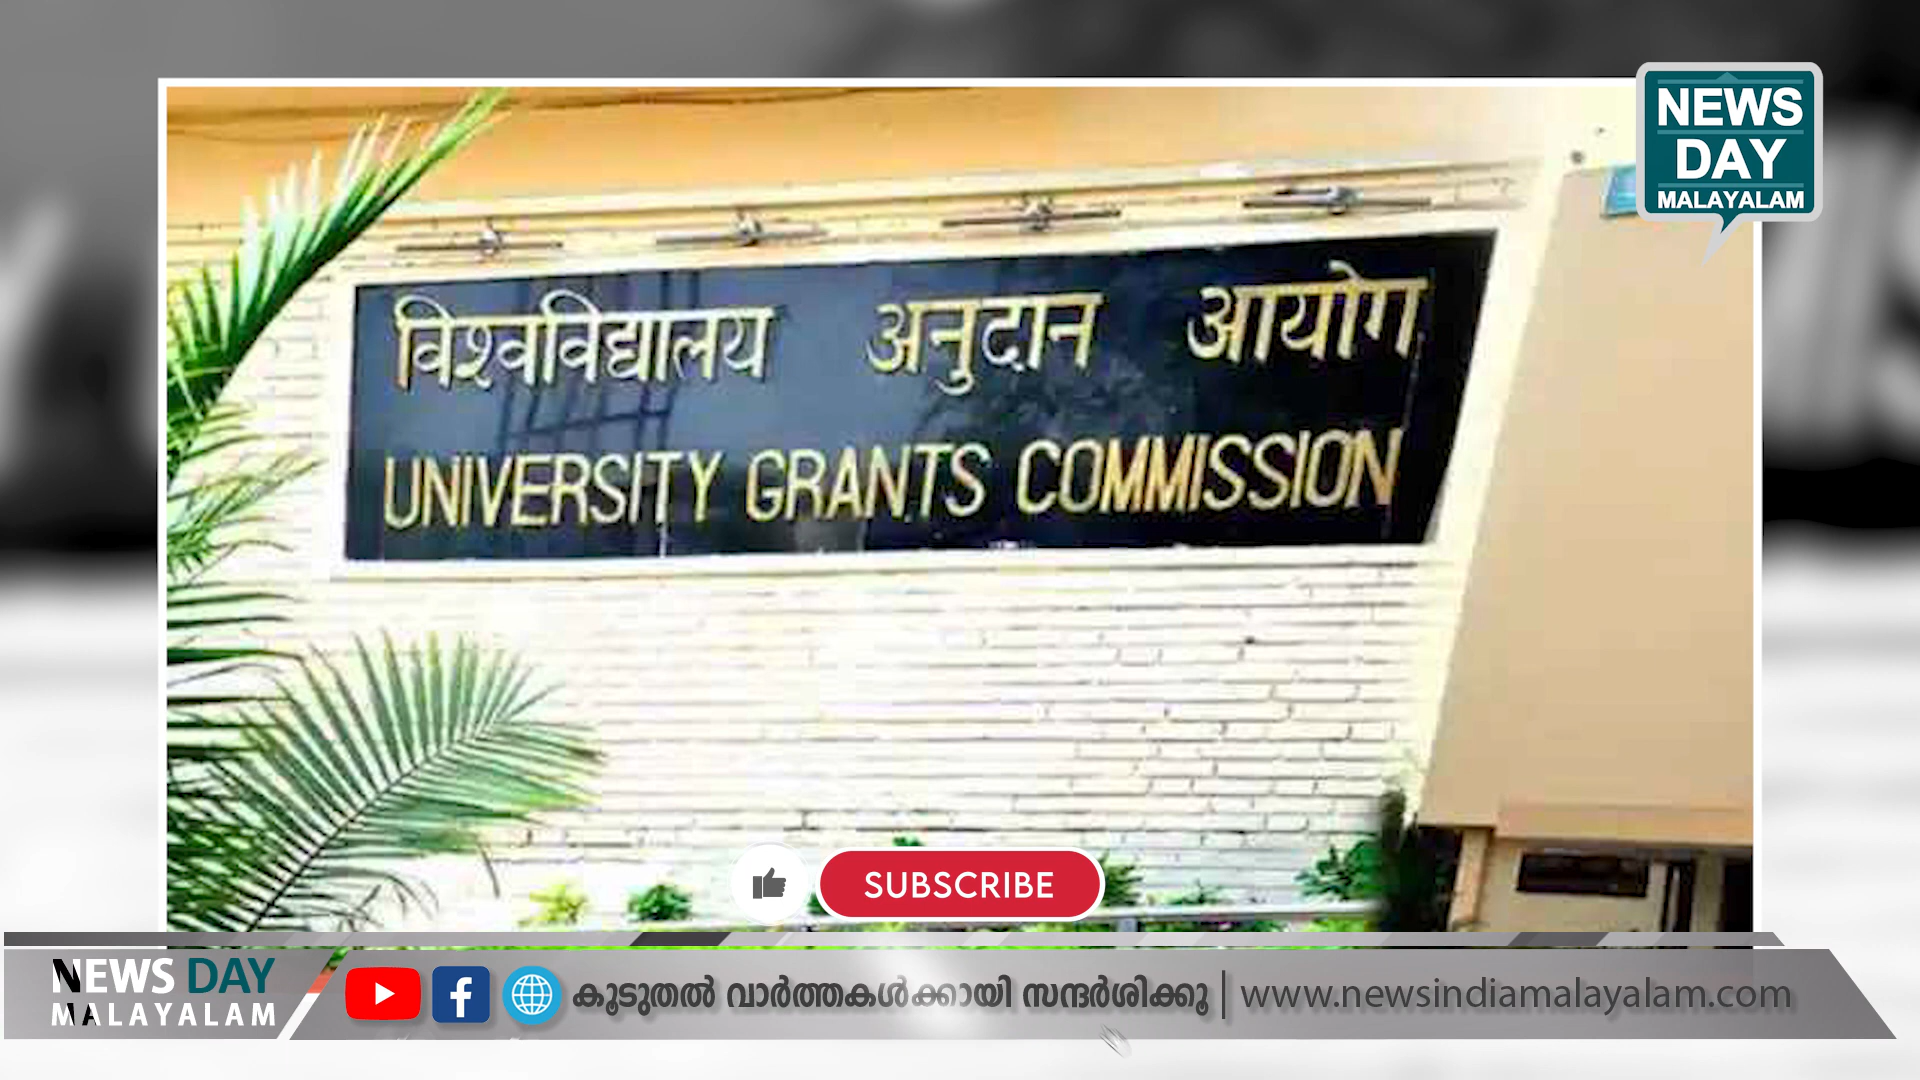 NEWS
DAY
MALAYALAM
विश्वविद्यालय अनुदान आयोग
UNIVERSITY GRANTS COMMISSION
SUBSCRIBE
NEWS DAY
MALAYALAM
കൂടുതൽ വാർത്തകൾക്കായി സന്ദർശിക്കൂ | www.newsindiamalayalam.com